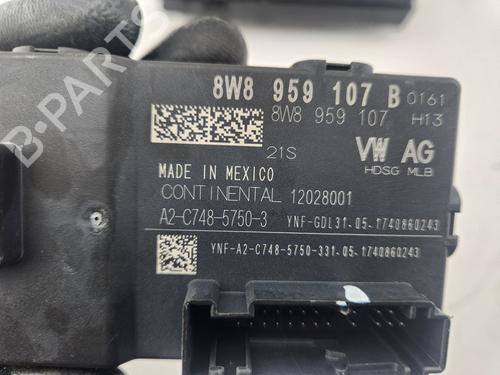 8W8 959 107 B 0161
8W8 959 107 H13
21S
VW AG
HDSG MLB
MADE IN MEXICO
CONTINENTAL 12028001
A2-C748-5750-3 YNF-GDL31-05-1740860243
YNF-A2-C748-5750-331-05-1740860243
B-PARTS